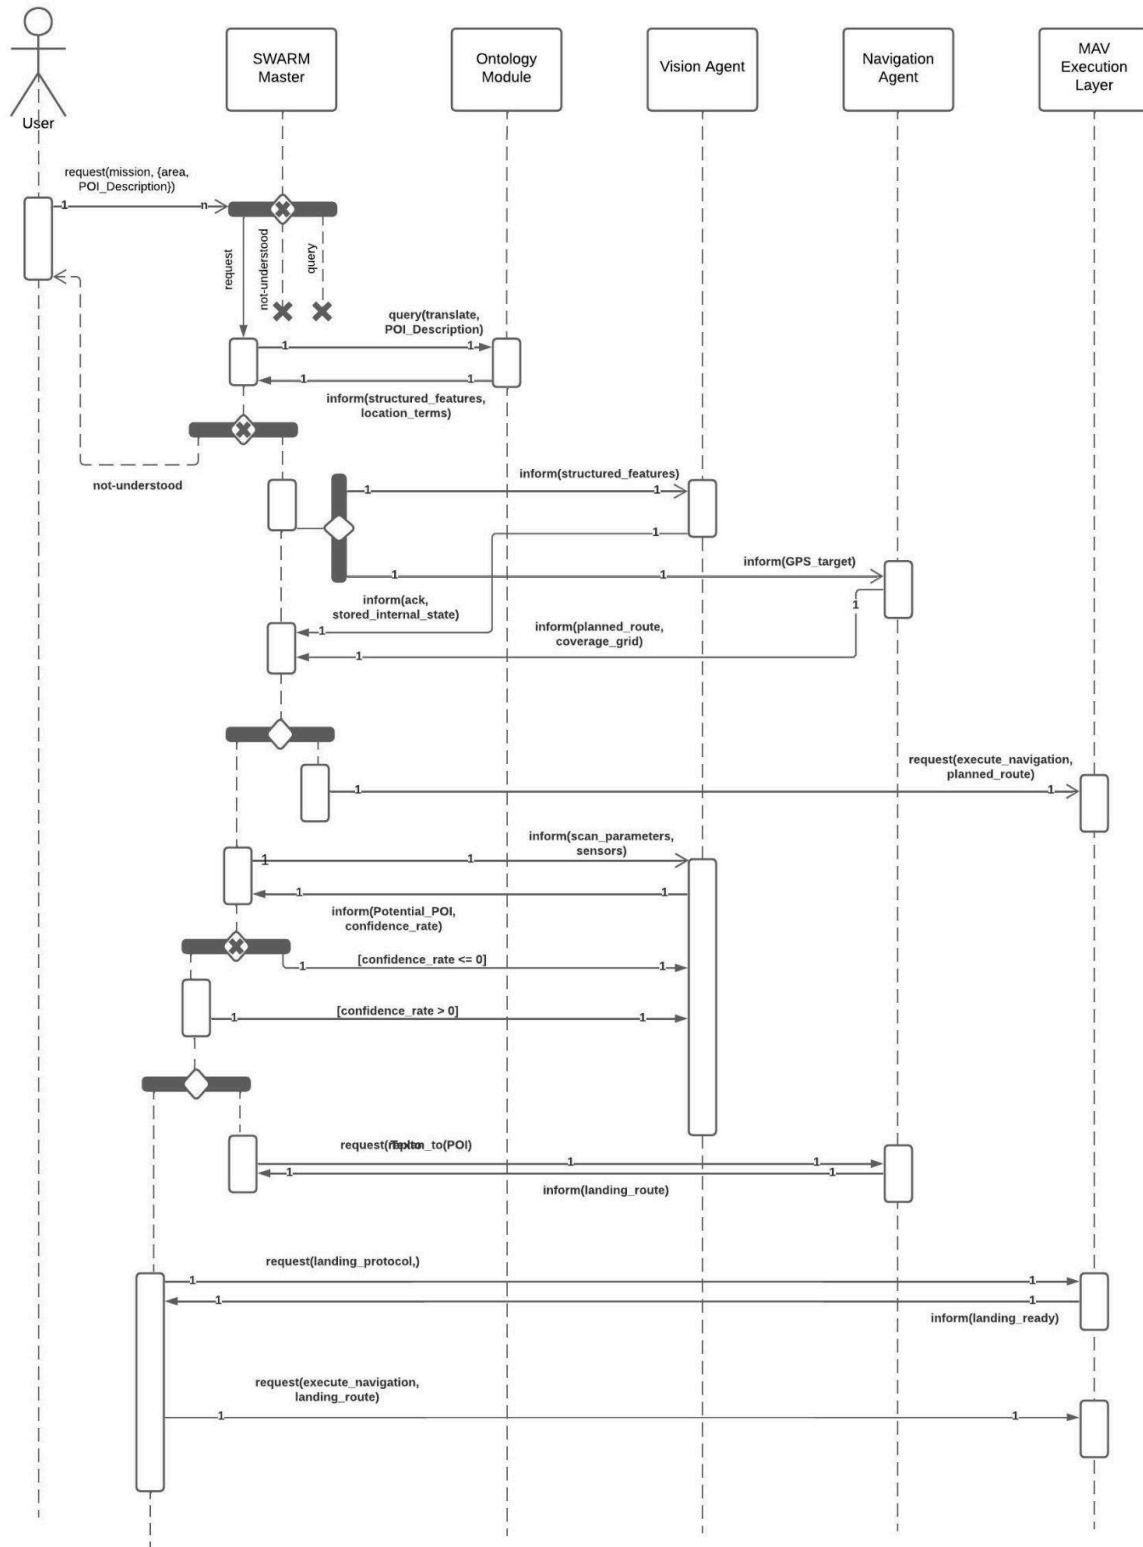 SWARM
Master
Ontology
Module
Vision Agent
Navigation
Agent
MAV
Execution
Layer
User
request(mission, {area,
POI_Description})
1
n
request
not-understood
query
query(translate,
POI_Description)
1
1
1
1
inform(structured_features,
location_terms)
not-understood
inform(structured_features)
1
1
1
inform(GPS_target)
1
1
1
1
inform(ack,
stored_internal_state)
1
inform(planned_route,
coverage_grid)
1
request(execute_navigation,
planned_route)
1
1
inform(scan_parameters,
sensors)
1
1
1
1
inform(Potential_POI,
confidence_rate)
[confidence_rate <= 0]
1
1
[confidence_rate > 0]
1
1
_to(POI)
1
1
1
1
inform(landing_route)
request(landing_protocol,)
1
1
1
1
inform(landing_ready)
request(execute_navigation,
landing_route)
1
1